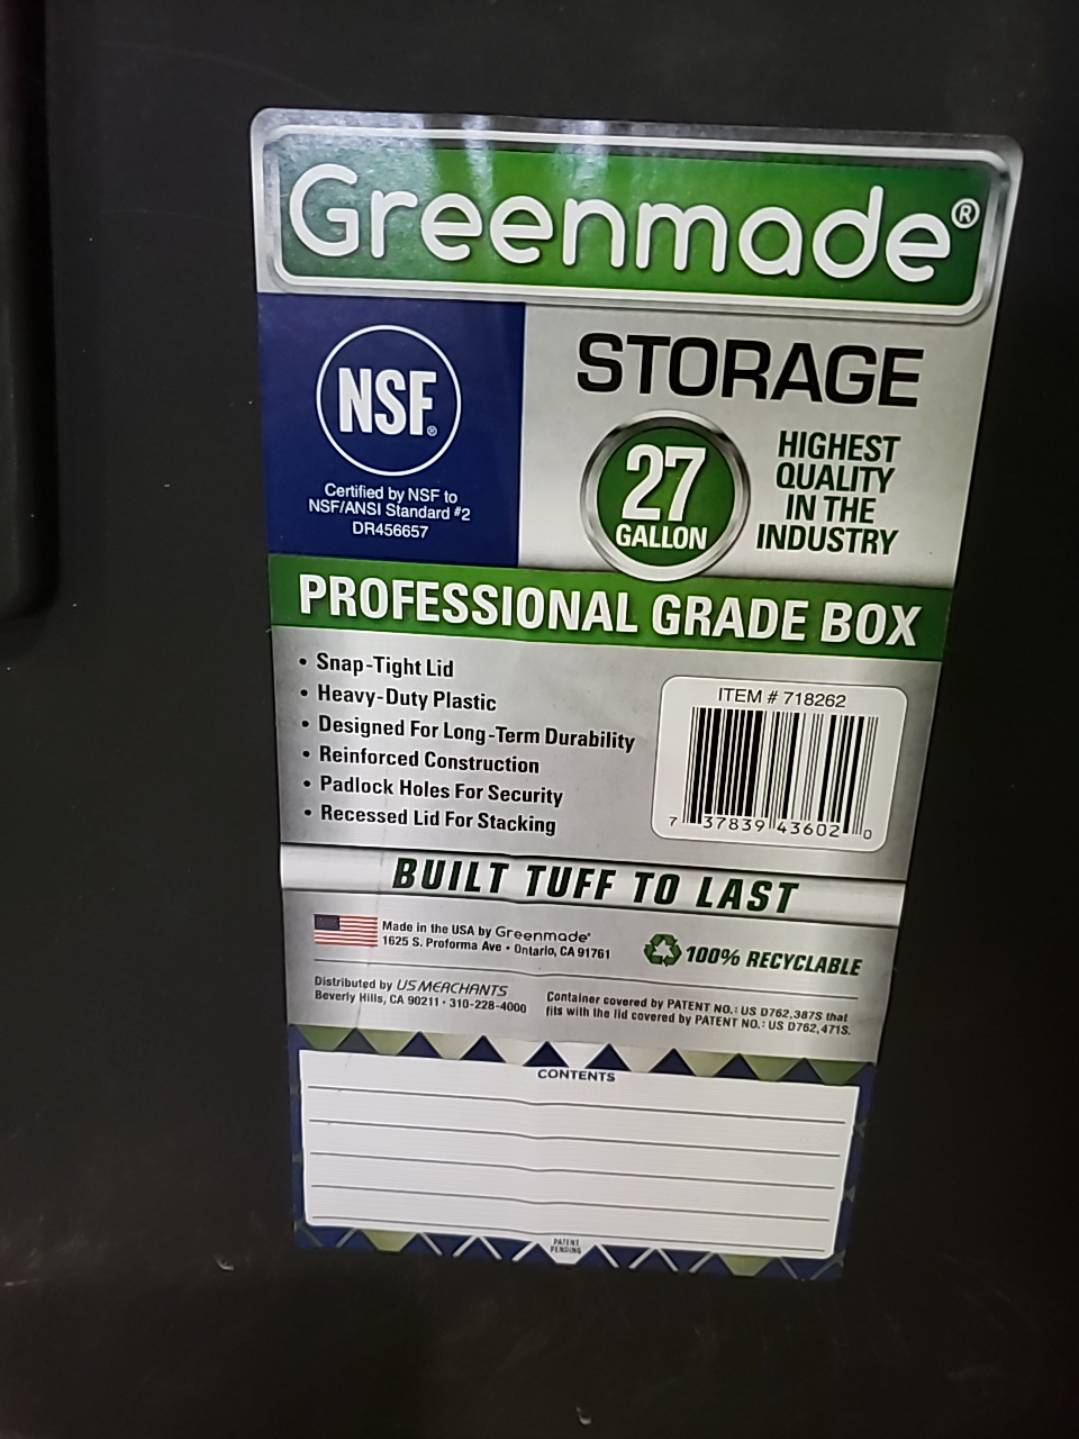 Greenmade®
NSF®
Certified by NSF to
NSF/ANSI Standard #2
DR456657
STORAGE
27
GALLON
HIGHEST
QUALITY
IN THE
INDUSTRY
PROFESSIONAL GRADE BOX
• Snap-Tight Lid
• Heavy-Duty Plastic
• Designed For Long-Term Durability
• Reinforced Construction
• Padlock Holes For Security
• Recessed Lid For Stacking
ITEM # 718262
7 37839 43602 0
BUILT TUFF TO LAST
Made in the USA by Greenmade®
1625 S. Proforma Ave • Ontario, CA 91761
100% RECYCLABLE
Distributed by US MERCHANTS
Beverly Hills, CA 90211 • 310-228-4000
Container covered by PATENT NO.: US D762,387S that
fits with the lid covered by PATENT NO.: US D762,471S.
CONTENTS
PATENT
PENDING